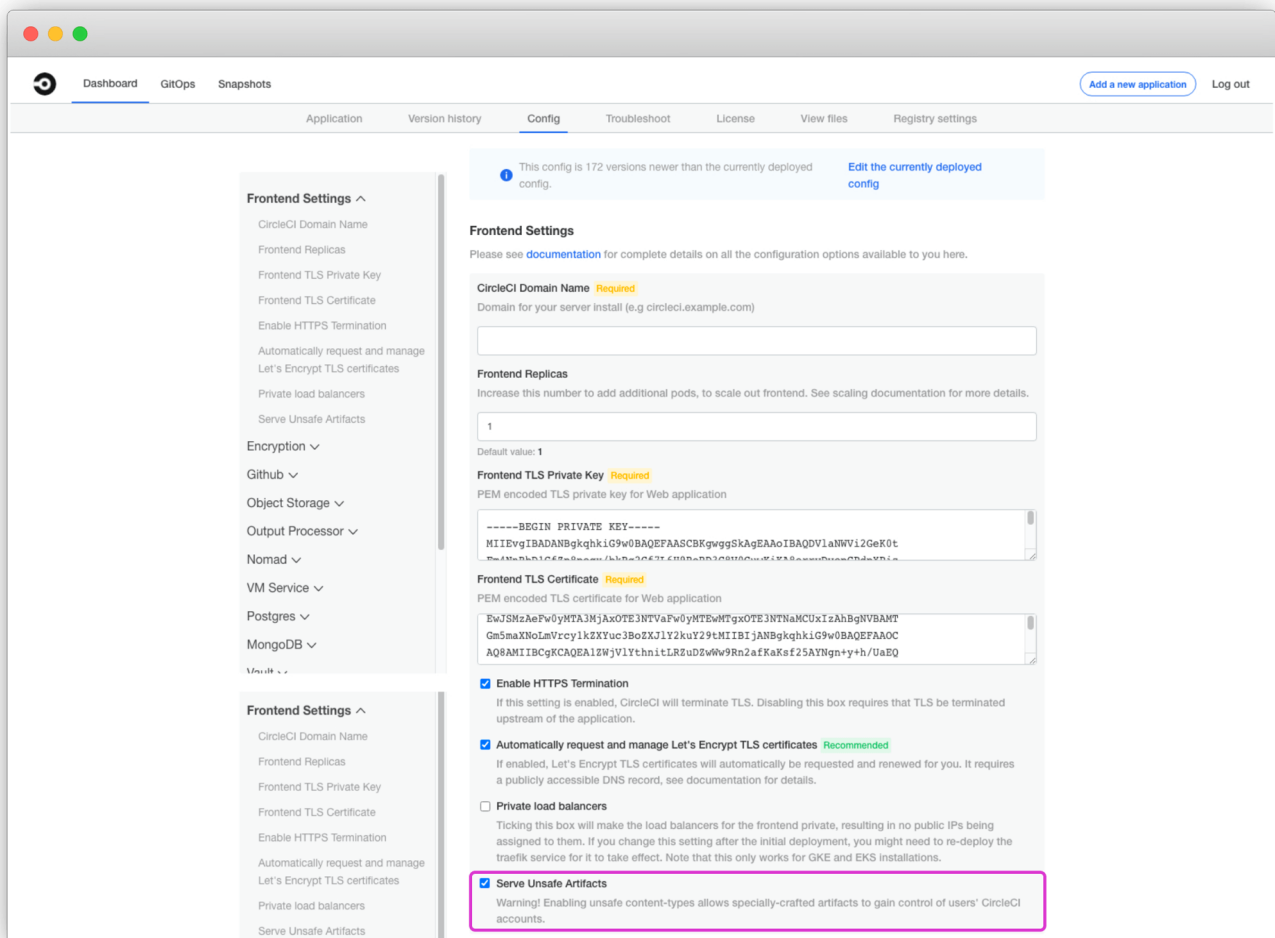 Dashboard GitOps Snapshots Add a new application Log out
Application Version history Config Troubleshoot License View files Registry settings
This config is 172 versions newer than the currently deployed
config.
Edit the currently deployed
config
Frontend Settings
CircleCI Domain Name
Frontend Replicas
Frontend TLS Private Key
Frontend TLS Certificate
Enable HTTPS Termination
Automatically request and manage
Let's Encrypt TLS certificates
Private load balancers
Serve Unsafe Artifacts
Encryption
Github
Object Storage
Output Processor
Nomad
VM Service
Postgres
MongoDB
Vault
Frontend Settings
CircleCI Domain Name
Frontend Replicas
Frontend TLS Private Key
Frontend TLS Certificate
Enable HTTPS Termination
Automatically request and manage
Let's Encrypt TLS certificates
Private load balancers
Serve Unsafe Artifacts
Frontend Settings
Please see documentation for complete details on all the configuration options available to you here.
CircleCI Domain Name Required
Domain for your server install (e.g circleci.example.com)
Frontend Replicas
Increase this number to add additional pods, to scale out frontend. See scaling documentation for more details.
1
Default value: 1
Frontend TLS Private Key Required
PEM encoded TLS private key for Web application
-----BEGIN PRIVATE KEY-----
MIIEvgIBADANBgkqhkiG9w0BAQEFAASCBKgwggSkAgEAAoIBAQDVlaNWVi2GeK0t
Frontend TLS Certificate Required
PEM encoded TLS certificate for Web application
EwJSMzAeFw0yMTA3MjAxOTE3NTVaFw0yMTEwMTgxOTE3NTNaMCUxIzAhBgNVBAMT
Gm5maXNoLmVrcy1kZXYuc3BoZXJlY2kuY29tMIIBIjANBgkqhkiG9w0BAQEFAAOC
AQ8AMIIBCgKCAQEA1ZWjVlYthnitLRZuDZwWw9Rn2afKaKsf25AYNgn+y+h/UaEQ
Enable HTTPS Termination
If this setting is enabled, CircleCI will terminate TLS. Disabling this box requires that TLS be terminated
upstream of the application.
Automatically request and manage Let's Encrypt TLS certificates Recommended
If enabled, Let's Encrypt TLS certificates will automatically be requested and renewed for you. It requires
a publicly accessible DNS record, see documentation for details.
Private load balancers
Ticking this box will make the load balancers for the frontend private, resulting in no public IPs being
assigned to them. If you change this setting after the initial deployment, you might need to re-deploy the
traefik service for it to take effect. Note that this only works for GKE and EKS installations.
Serve Unsafe Artifacts
Warning! Enabling unsafe content-types allows specially-crafted artifacts to gain control of users' CircleCI
accounts.